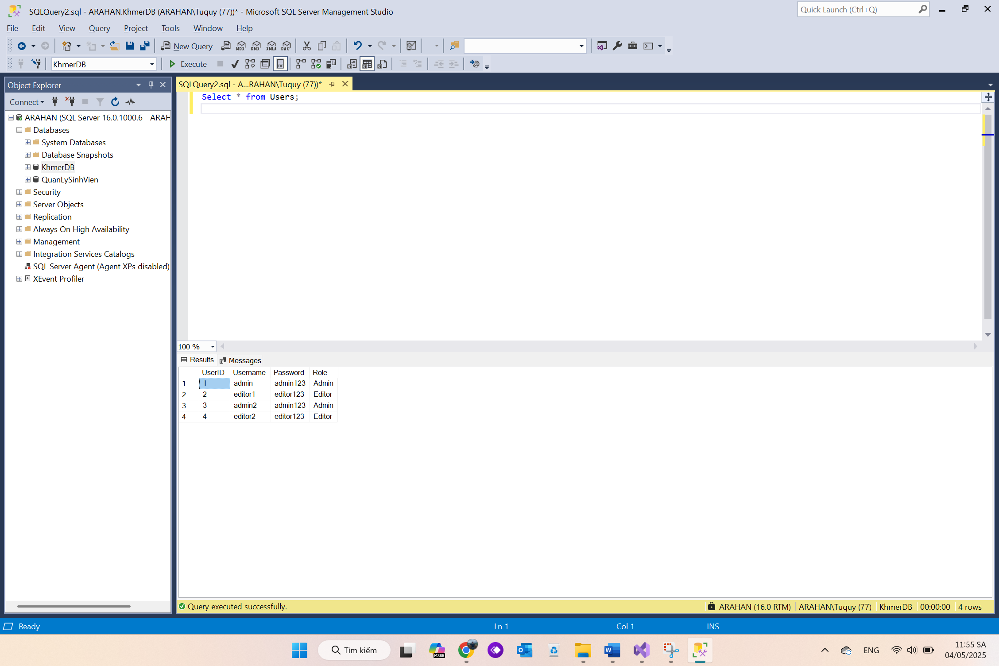 SQLQuery2.sql - ARAHAN.KhmerDB (ARAHAN\Tuquy (77))* - Microsoft SQL Server Management Studio
Quick Launch (Ctrl+Q)
File Edit View Query Project Tools Window Help
New Query MDX DMX XMLA DAX
KhmerDB Execute
Object Explorer
Connect
ARAHAN (SQL Server 16.0.1000.6 - ARAH
Databases
System Databases
Database Snapshots
KhmerDB
QuanLySinhVien
Security
Server Objects
Replication
Always On High Availability
Management
Integration Services Catalogs
SQL Server Agent (Agent XPs disabled)
XEvent Profiler
SQLQuery2.sql - A...RAHAN\Tuquy (77))*
Select * from Users;
100 %
Results Messages
UserID Username Password Role
1 1 admin admin123 Admin
2 2 editor1 editor123 Editor
3 3 admin2 admin123 Admin
4 4 editor2 editor123 Editor
Query executed successfully. ARAHAN (16.0 RTM) ARAHAN\Tuquy (77) KhmerDB 00:00:00 4 rows
Ready Ln 1 Col 1 INS
Tìm kiếm M365 ENG 11:55 SA
04/05/2025